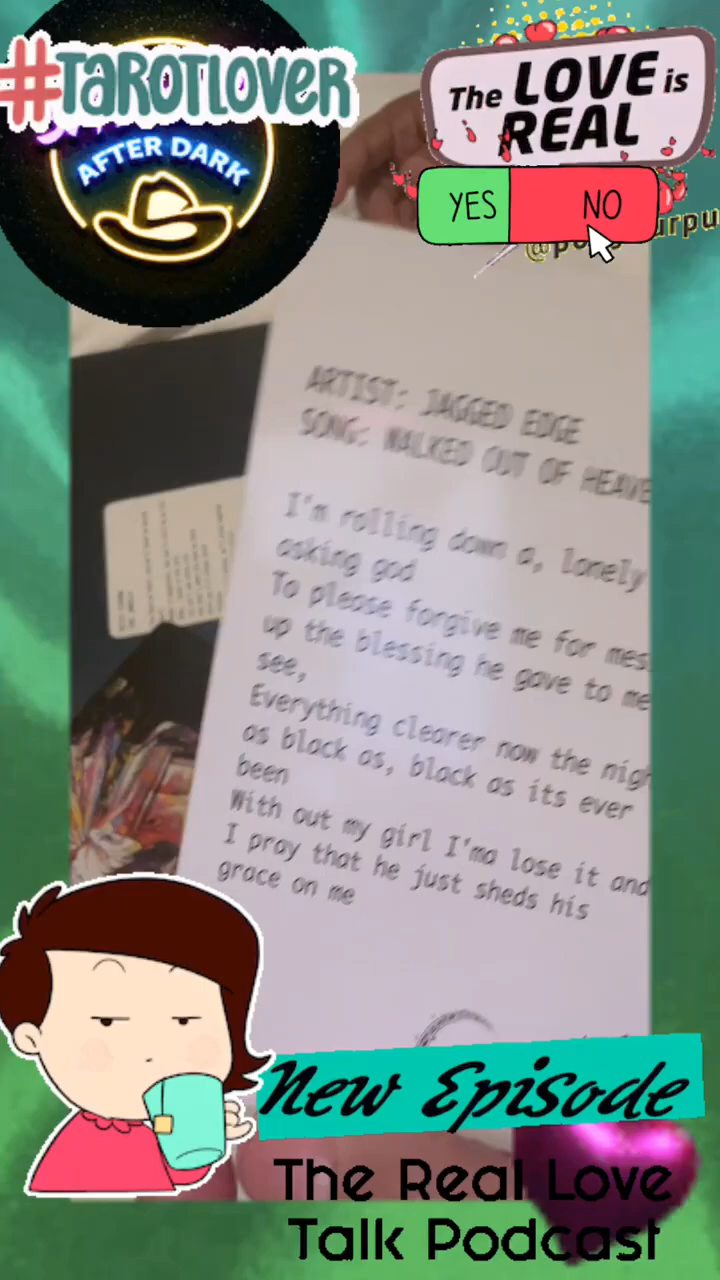 #TAROTLOVER
AFTER DARK
The LOVE is
REAL
YES NO
ARTIST: JAGGED EDGE
SONG: WALKED OUT OF HEAVE
I'm rolling down a, lonely
asking god
To please forgive me for mes
up the blessing he gave to me
see,
Everything clearer now the nig
as black as, black as its ever
been
With out my girl I'ma lose it and
I pray that he just sheds his
grace on me
New Episode
The Real Love
Talk Podcast